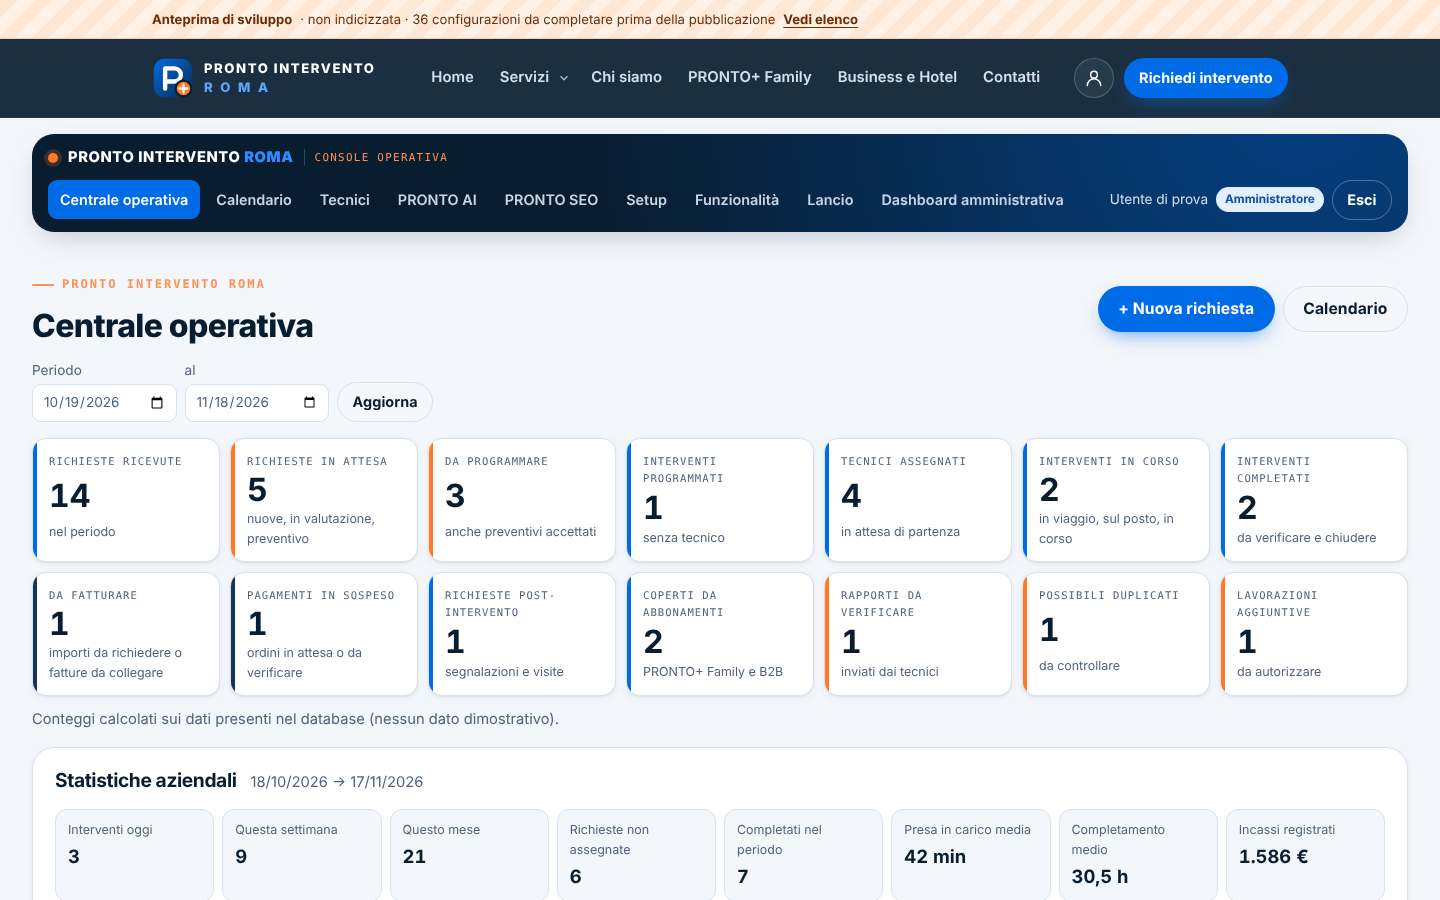 Anteprima di sviluppo · non indicizzata · 36 configurazioni da completare prima della pubblicazione Vedi elenco
PRONTO INTERVENTO
ROMA
Home Servizi Chi siamo PRONTO+ Family Business e Hotel Contatti
Richiedi intervento
PRONTO INTERVENTO ROMA CONSOLE OPERATIVA
Centrale operativa Calendario Tecnici PRONTO AI PRONTO SEO Setup Funzionalità Lancio Dashboard amministrativa
Utente di prova Amministratore Esci
PRONTO INTERVENTO ROMA
Centrale operativa
+ Nuova richiesta Calendario
Periodo al
10/19/2026 11/18/2026 Aggiorna
RICHIESTE RICEVUTE
14
nel periodo
RICHIESTE IN ATTESA
5
nuove, in valutazione,
preventivo
DA PROGRAMMARE
3
anche preventivi accettati
INTERVENTI
PROGRAMMATI
1
senza tecnico
TECNICI ASSEGNATI
4
in attesa di partenza
INTERVENTI IN CORSO
2
in viaggio, sul posto, in
corso
INTERVENTI
COMPLETATI
2
da verificare e chiudere
DA FATTURARE
1
importi da richiedere o
fatture da collegare
PAGAMENTI IN SOSPESO
1
ordini in attesa o da
verificare
RICHIESTE POST-
INTERVENTO
1
segnalazioni e visite
COPERTI DA
ABBONAMENTI
2
PRONTO+ Family e B2B
RAPPORTI DA
VERIFICARE
1
inviati dai tecnici
POSSIBILI DUPLICATI
1
da controllare
LAVORAZIONI
AGGIUNTIVE
1
da autorizzare
Conteggi calcolati sui dati presenti nel database (nessun dato dimostrativo).
Statistiche aziendali 18/10/2026 → 17/11/2026
Interventi oggi
3
Questa settimana
9
Questo mese
21
Richieste non
assegnate
6
Completati nel
periodo
7
Presa in carico media
42 min
Completamento
medio
30,5 h
Incassi registrati
1.586 €